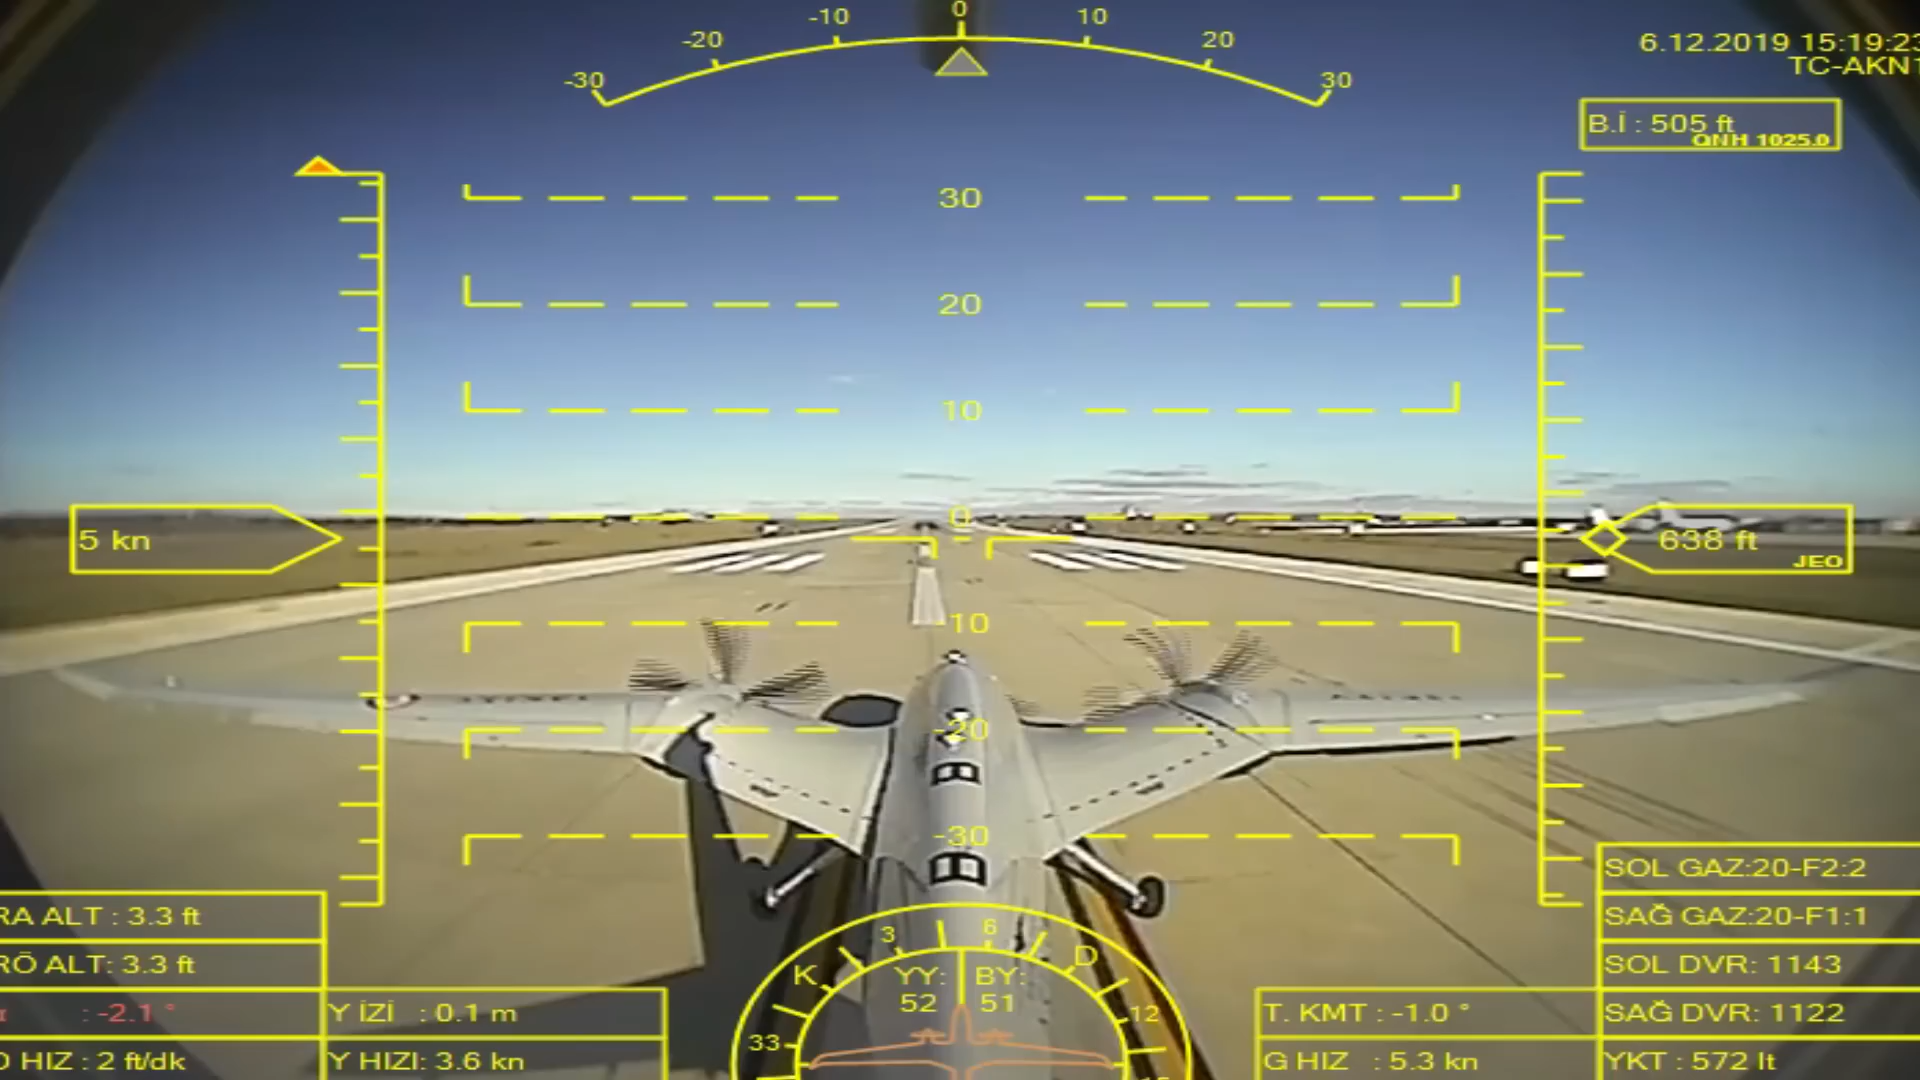 0
-10 10
-20 20
-30 30
6.12.2019 15:19:23
TC-AKN1
B.İ : 505 ft
QNH 1025.0
30
20
10
0
5 kn
638 ft
JEO
-10
-20
-30
RA ALT : 3.3 ft
RÖ ALT: 3.3 ft
: -2.1 °
HIZ : 2 ft/dk
Y İZİ : 0.1 m
Y HIZI: 3.6 kn
K 3 6 D 12 15 33
YY: 52
BY: 51
T. KMT : -1.0 °
G HIZ : 5.3 kn
SOL GAZ:20-F2:2
SAĞ GAZ:20-F1:1
SOL DVR: 1143
SAĞ DVR: 1122
YKT : 572 lt